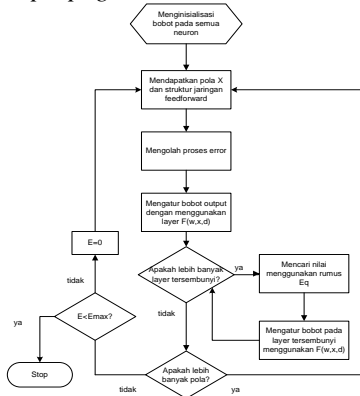 Menginisialisasi
bobot pada semua
neuron
Mendapatkan pola X
dan struktur jaringan
feedforward
Mengolah proses error
Mengatur bobot output
dengan menggunakan
layer F(w,x,d)
E=0
Apakah lebih banyak
layer tersembunyi?
ya
Mencari nilai
menggunakan rumus
Eq
tidak
tidak
ya
E<Emax?
Mengatur bobot pada
layer tersembunyi
menggunakan F(w,x,d)
Stop
Apakah lebih
banyak pola?
tidak
ya